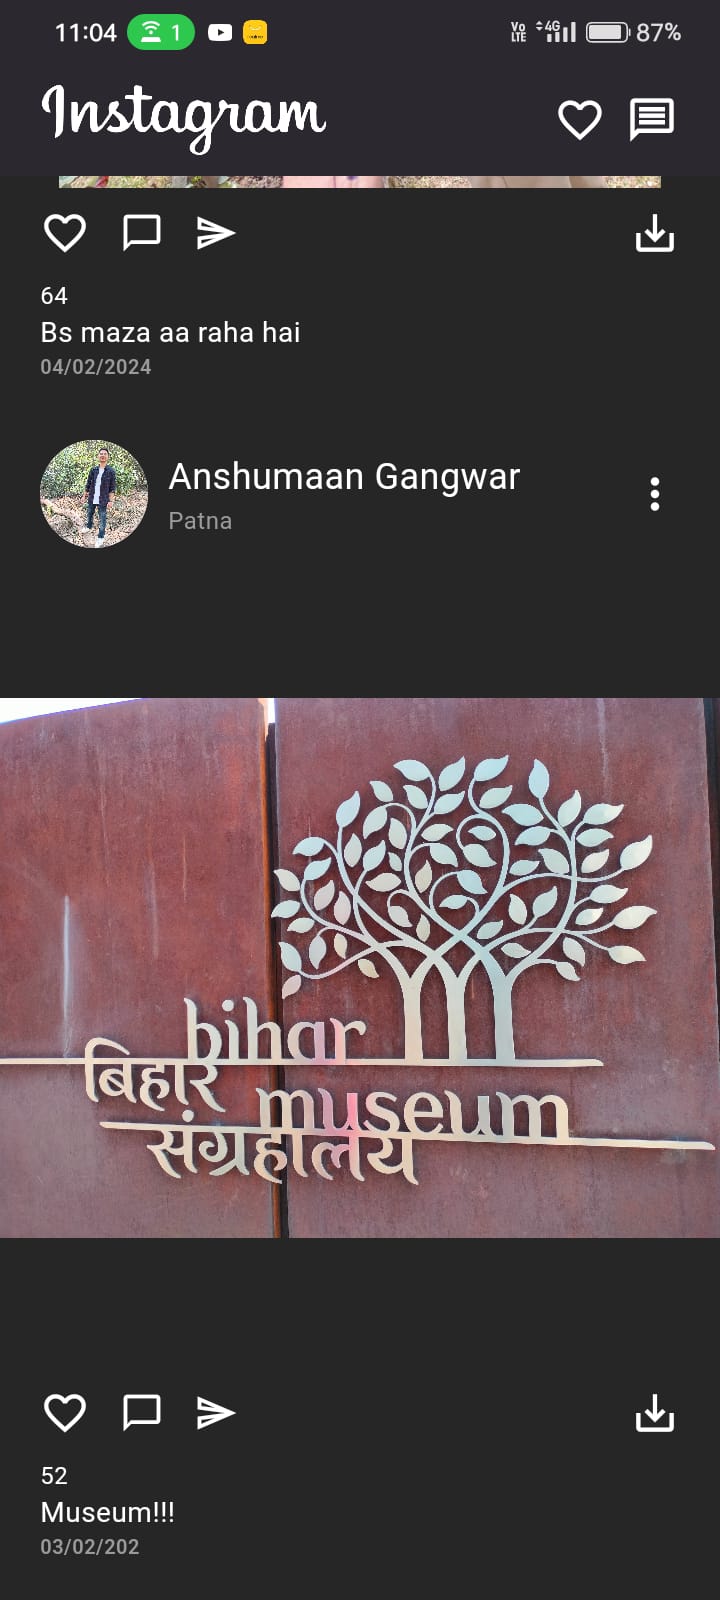 11:04
1
Vo LTE
4G
87%
Instagram
64
Bs maza aa raha hai
04/02/2024
Anshumaan Gangwar
Patna
bihar
बिहार
museum
संग्रहालय
52
Museum!!!
03/02/202